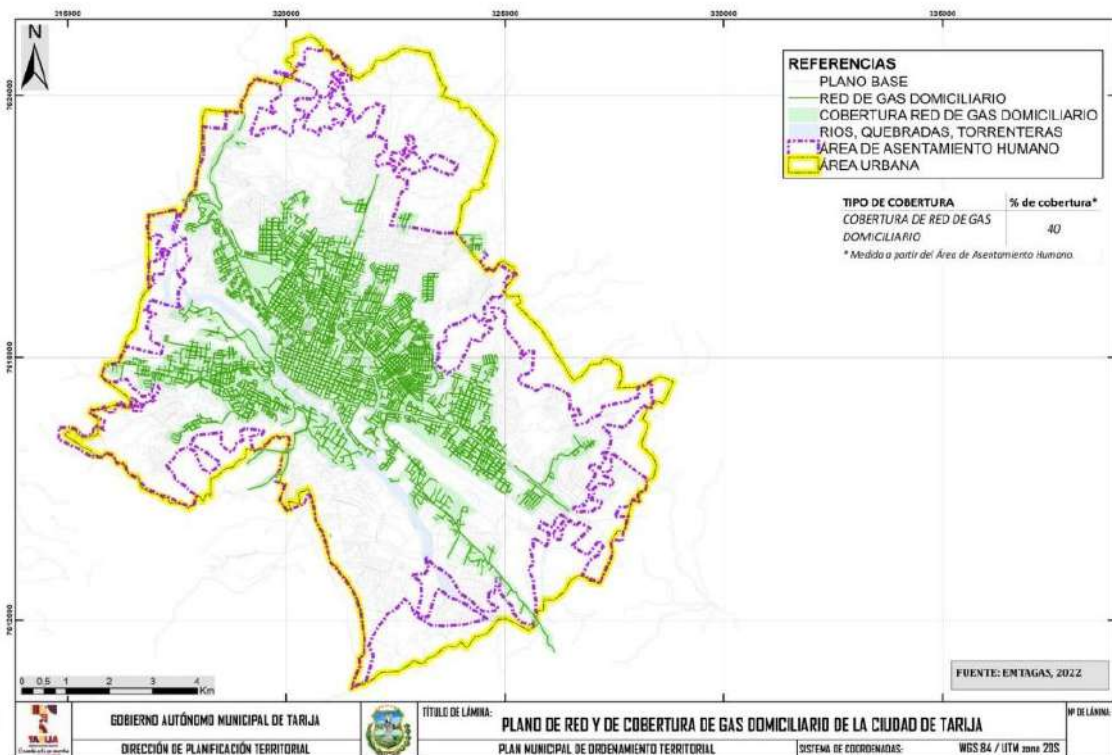 315000 320000 325000 330000 335000
N
7624000
7618000
7612000
REFERENCIAS
PLANO BASE
RED DE GAS DOMICILIARIO
COBERTURA RED DE GAS DOMICILIARIO
RIOS, QUEBRADAS, TORRENTERAS
ÁREA DE ASENTAMIENTO HUMANO
ÁREA URBANA
TIPO DE COBERTURA % de cobertura*
COBERTURA DE RED DE GAS
DOMICILIARIO
40
* Medida a partir del Área de Asentamiento Humano.
0 0,5 1 2 3 4
Km
FUENTE: EMTAGAS, 2022
TARIJA
GOBIERNO AUTÓNOMO MUNICIPAL DE TARIJA
DIRECCIÓN DE PLANIFICACIÓN TERRITORIAL
TÍTULO DE LÁMINA:
PLANO DE RED Y DE COBERTURA DE GAS DOMICILIARIO DE LA CIUDAD DE TARIJA
PLAN MUNICIPAL DE ORDENAMIENTO TERRITORIAL
SISTEMA DE COORDENADAS: WGS 84 / UTM zona 20S
Nº DE LÁMINA: